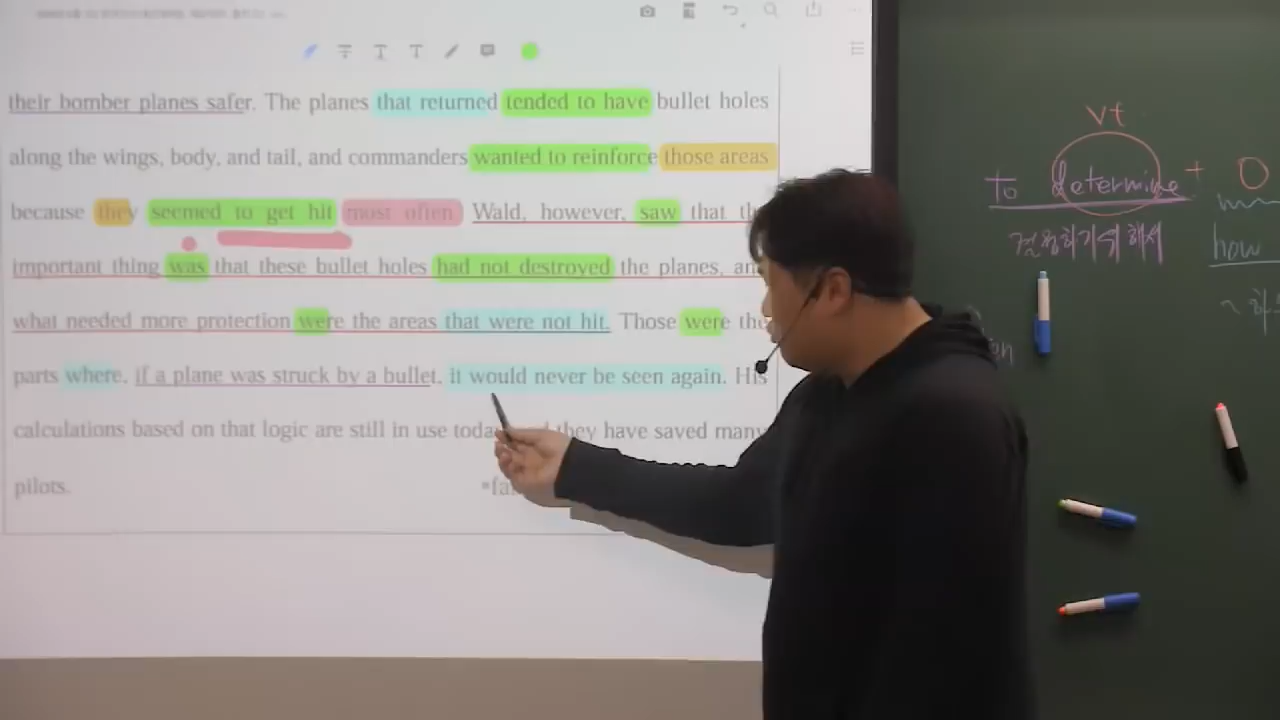 their bomber planes safer. The planes that returned tended to have bullet holes
along the wings, body, and tail, and commanders wanted to reinforce those areas
because they seemed to get hit most often. Wald, however, saw that th
important thing was that these bullet holes had not destroyed the planes, an
what needed more protection were the areas that were not hit. Those were the
parts where, if a plane was struck by a bullet, it would never be seen again. His
calculations based on that logic are still in use toda they have saved many
pilots.
*fa
vt
to determine + O
how
결정하기 위해서